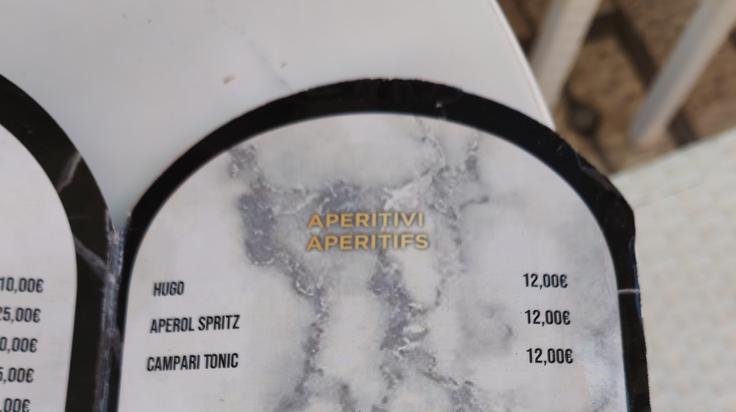 APERITIVI
APERITIFS
HUGO 12,00€
APEROL SPRITZ 12,00€
CAMPARI TONIC 12,00€